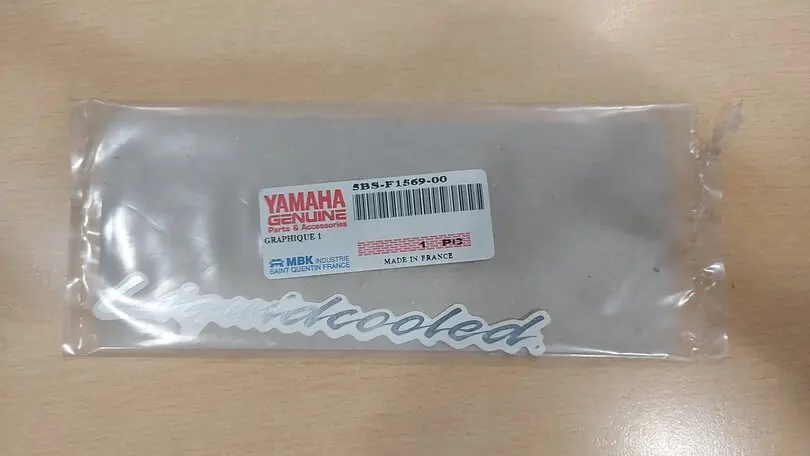 5BS-F1569-00
YAMAHA
GENUINE
Parts & Accessories
GRAPHIQUE 1
1 PC
MBK INDUSTRIE
SAINT QUENTIN FRANCE
MADE IN FRANCE
Liquidcooled